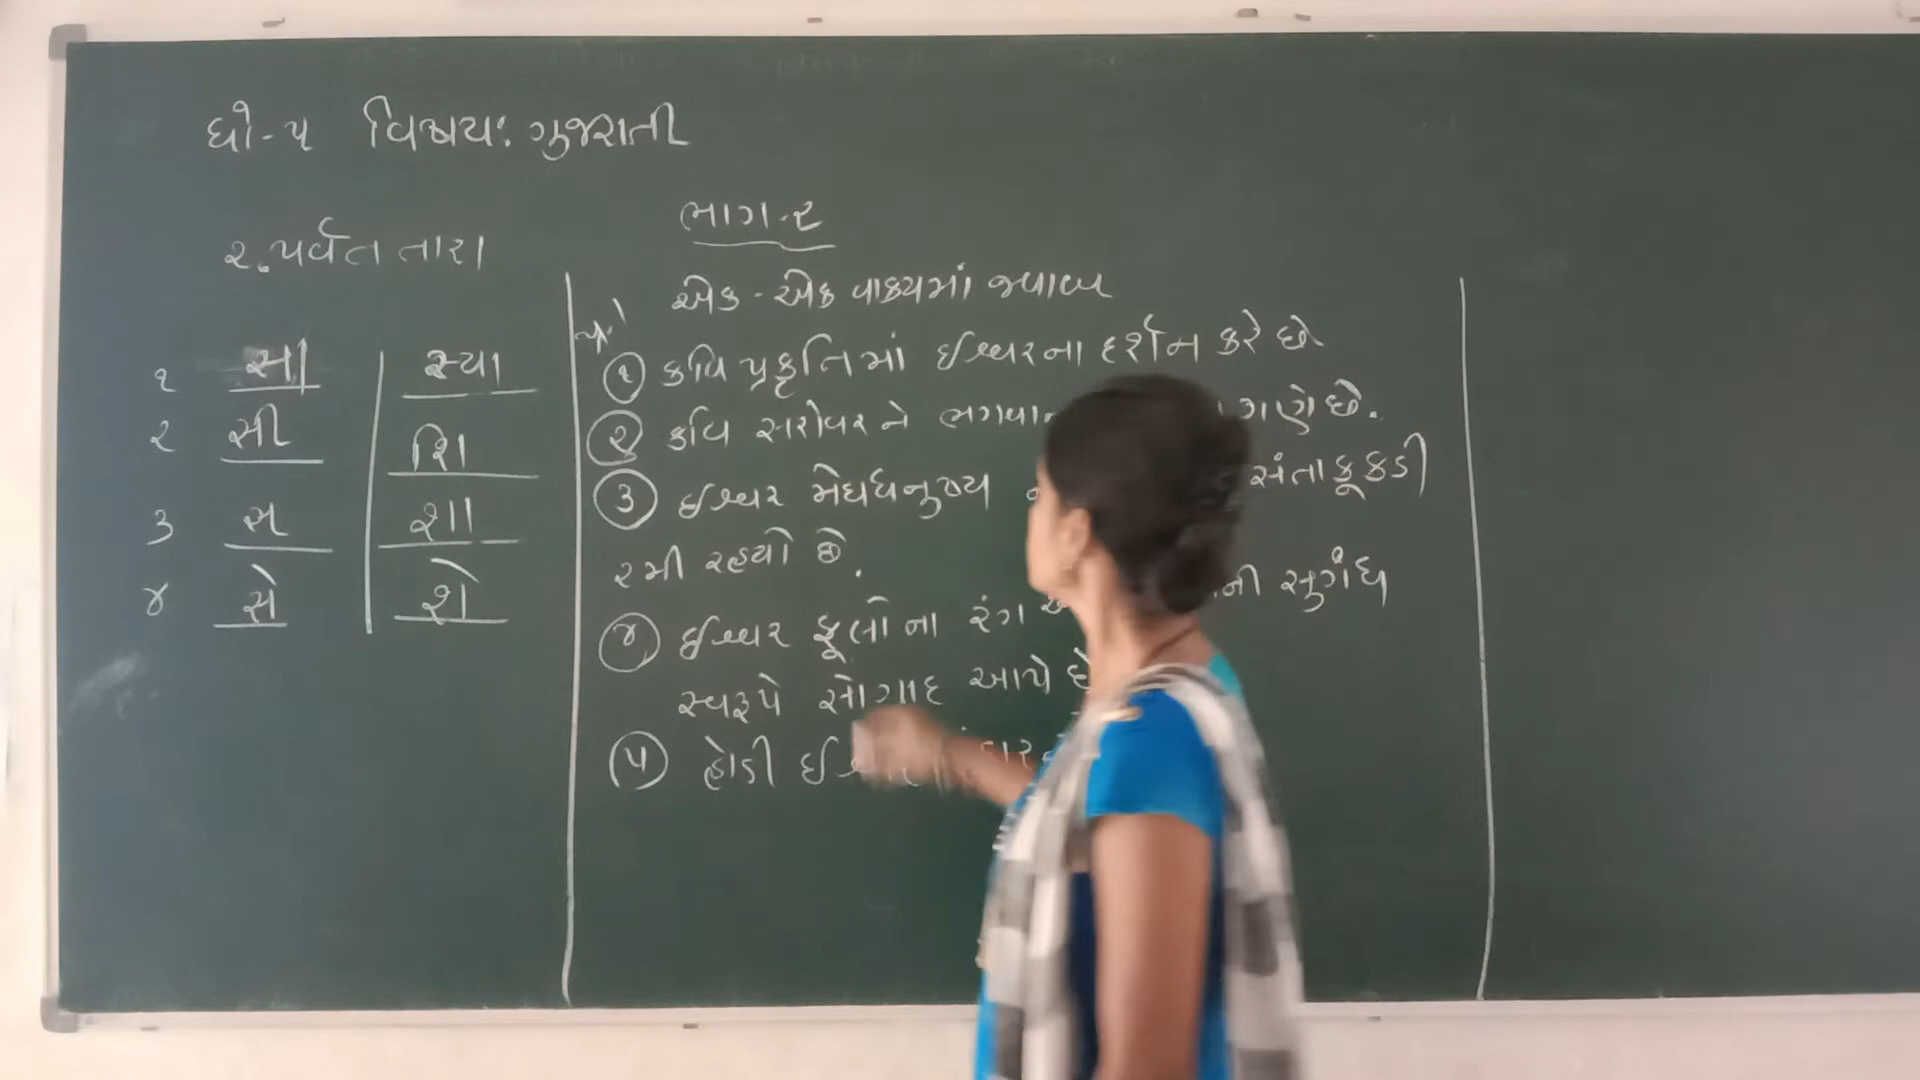 ધો-૫ વિષય: ગુજરાતી
૨. પર્વત તારા
૧ સા સ્યા
૨ સી શિ
૩ સ શા
૪ સે શે
ભાગ-૨
એક-એક વાક્યમાં જવાબ
૧ કવિ પ્રકૃતિમાં ઈશ્વરના દર્શન કરે છે
૨ કવિ સરોવરને ગણે છે.
૩ ઈશ્વર મેઘધનુષ્ય સંતાકૂકડી
રમી રહયો છે.
૪ ઈશ્વર ફૂલોના રંગ સુગંધ
સ્વરૂપે સોગાદ આપે
૫ હોડી